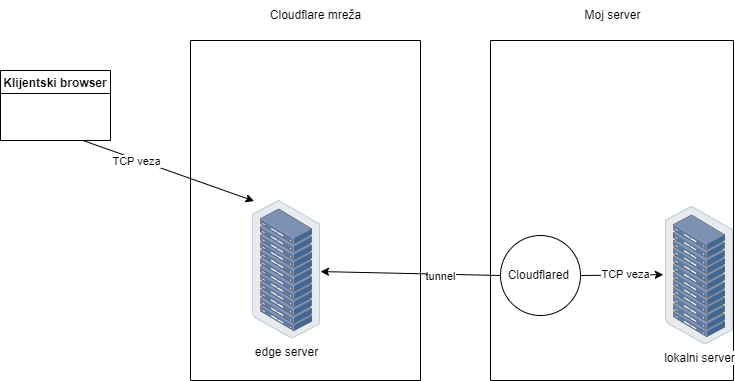 Cloudflare mreža
Moj server
Klijentski browser
TCP veza
tunnel
Cloudflared
TCP veza
edge server
lokalni server